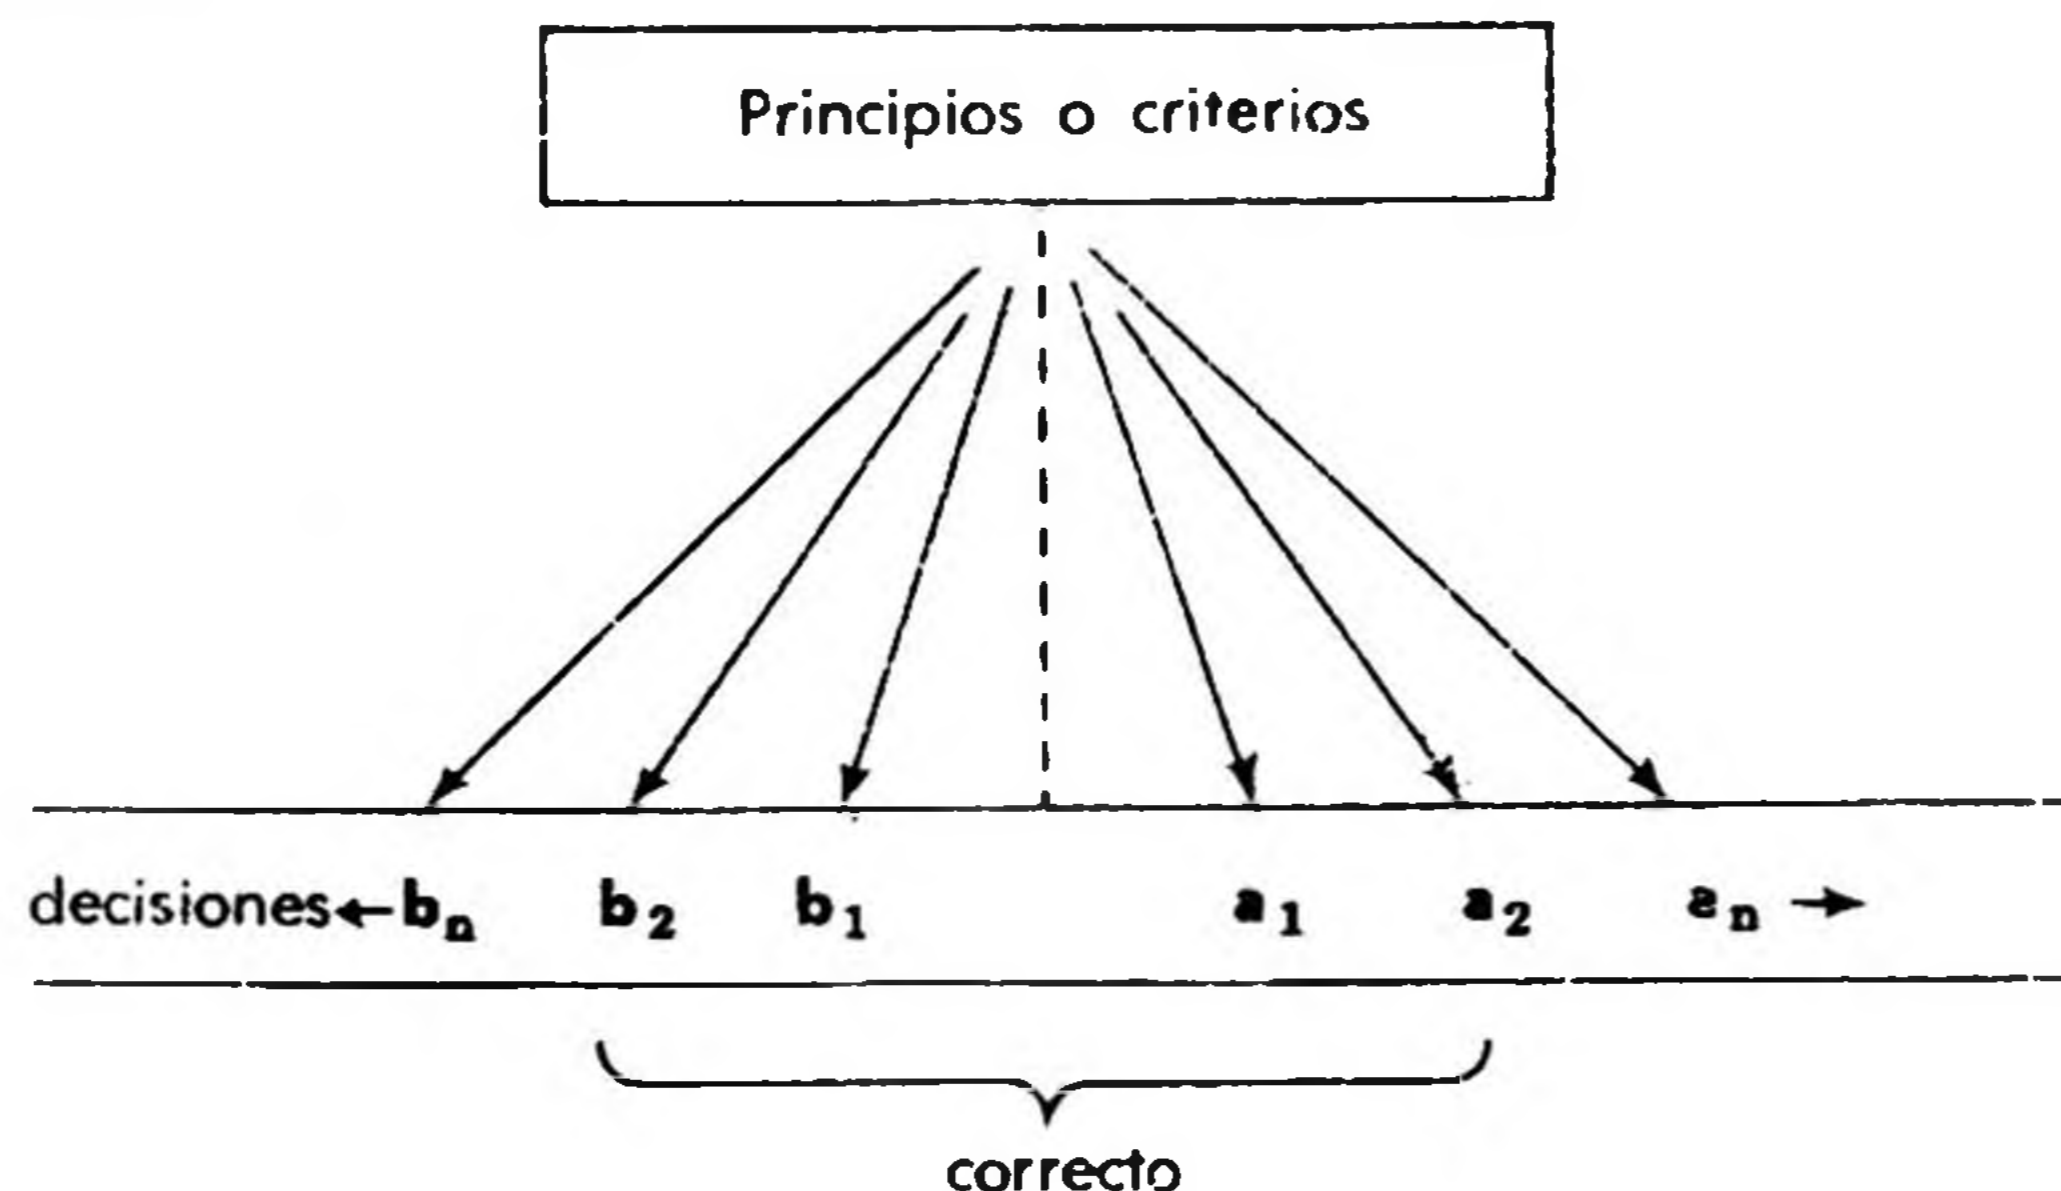 Principios o criterios
decisiones←bₙ b₂ b₁ a₁ a₂ aₙ →
correcto